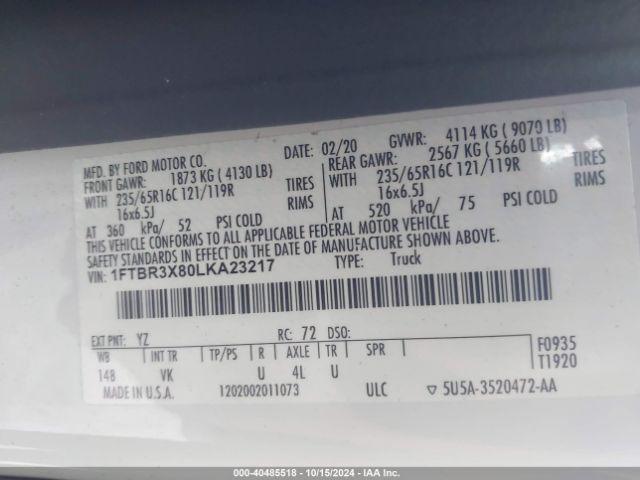 MFD. BY FORD MOTOR CO.
DATE: 02/20 GVWR: 4114 KG ( 9070 LB)
FRONT GAWR: 1873 KG ( 4130 LB)
REAR GAWR: 2567 KG ( 5660 LB)
WITH 235/65R16C 121/119R TIRES
WITH 235/65R16C 121/119R TIRES
16x6.5J RIMS
16x6.5J RIMS
AT 360 kPa/ 52 PSI COLD
AT 520 kPa/ 75 PSI COLD
THIS VEHICLE CONFORMS TO ALL APPLICABLE FEDERAL MOTOR VEHICLE
SAFETY STANDARDS IN EFFECT ON THE DATE OF MANUFACTURE SHOWN ABOVE.
VIN: 1FTBR3X80LKA23217 TYPE: Truck
EXT PNT: YZ RC: 72 DSO:
WB INT TR TP/PS R AXLE TR SPR F0935
148 VK U 4L U T1920
MADE IN U.S.A. 1202002011073 ULC ▽ 5U5A-3520472-AA
**40485518 - 10/15/2024 - IAA Inc.